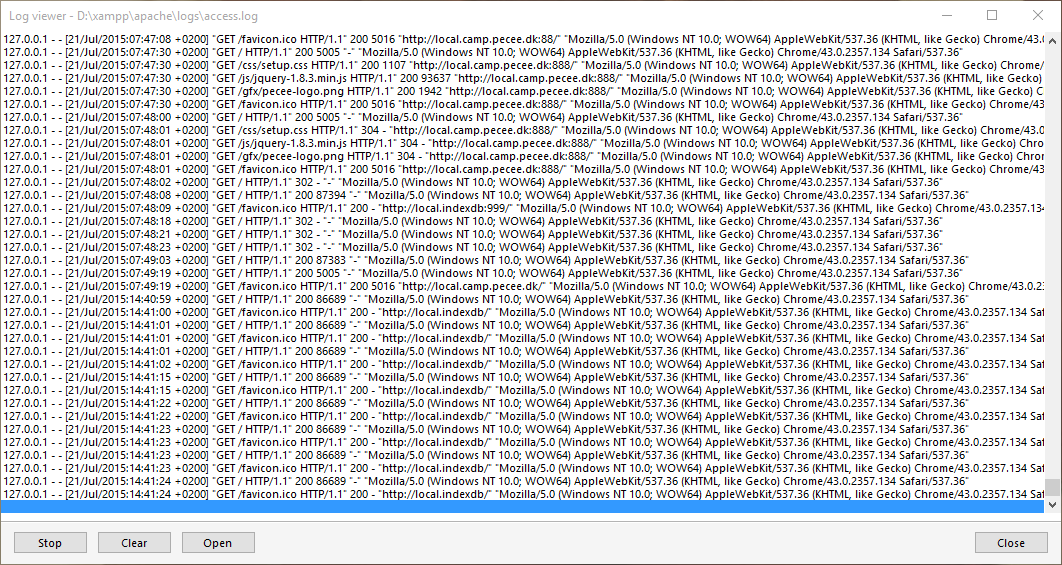 Log viewer - D:\xampp\apache\logs\access.log
127.0.0.1 - - [21/Jul/2015:07:47:08 +0200] "GET /favicon.ico HTTP/1.1" 200 5016 "http://local.camp.pecee.dk:88/" "Mozilla/5.0 (Windows NT 10.0; WOW64) AppleWebKit/537.36 (KHTML, like Gecko) Chrome/43.0
127.0.0.1 - - [21/Jul/2015:07:47:30 +0200] "GET / HTTP/1.1" 200 5005 "-" "Mozilla/5.0 (Windows NT 10.0; WOW64) AppleWebKit/537.36 (KHTML, like Gecko) Chrome/43.0.2357.134 Safari/537.36"
127.0.0.1 - - [21/Jul/2015:07:47:30 +0200] "GET /css/setup.css HTTP/1.1" 200 1107 "http://local.camp.pecee.dk:888/" "Mozilla/5.0 (Windows NT 10.0; WOW64) AppleWebKit/537.36 (KHTML, like Gecko) Chrome/43.
127.0.0.1 - - [21/Jul/2015:07:47:30 +0200] "GET /js/jquery-1.8.3.min.js HTTP/1.1" 200 93637 "http://local.camp.pecee.dk:888/" "Mozilla/5.0 (Windows NT 10.0; WOW64) AppleWebKit/537.36 (KHTML, like Gecko)
127.0.0.1 - - [21/Jul/2015:07:47:30 +0200] "GET /gfx/pecee-logo.png HTTP/1.1" 200 1942 "http://local.camp.pecee.dk:888/" "Mozilla/5.0 (Windows NT 10.0; WOW64) AppleWebKit/537.36 (KHTML, like Gecko) C
127.0.0.1 - - [21/Jul/2015:07:47:30 +0200] "GET /favicon.ico HTTP/1.1" 200 5016 "http://local.camp.pecee.dk:888/" "Mozilla/5.0 (Windows NT 10.0; WOW64) AppleWebKit/537.36 (KHTML, like Gecko) Chrome/43
127.0.0.1 - - [21/Jul/2015:07:48:00 +0200] "GET / HTTP/1.1" 200 5005 "-" "Mozilla/5.0 (Windows NT 10.0; WOW64) AppleWebKit/537.36 (KHTML, like Gecko) Chrome/43.0.2357.134 Safari/537.36"
127.0.0.1 - - [21/Jul/2015:07:48:01 +0200] "GET /css/setup.css HTTP/1.1" 304 - "http://local.camp.pecee.dk:888/" "Mozilla/5.0 (Windows NT 10.0; WOW64) AppleWebKit/537.36 (KHTML, like Gecko) Chrome/43.0.
127.0.0.1 - - [21/Jul/2015:07:48:01 +0200] "GET /js/jquery-1.8.3.min.js HTTP/1.1" 304 - "http://local.camp.pecee.dk:888/" "Mozilla/5.0 (Windows NT 10.0; WOW64) AppleWebKit/537.36 (KHTML, like Gecko) Chro
127.0.0.1 - - [21/Jul/2015:07:48:01 +0200] "GET /gfx/pecee-logo.png HTTP/1.1" 304 - "http://local.camp.pecee.dk:888/" "Mozilla/5.0 (Windows NT 10.0; WOW64) AppleWebKit/537.36 (KHTML, like Gecko) Chrom
127.0.0.1 - - [21/Jul/2015:07:48:01 +0200] "GET /favicon.ico HTTP/1.1" 200 5016 "http://local.camp.pecee.dk:888/" "Mozilla/5.0 (Windows NT 10.0; WOW64) AppleWebKit/537.36 (KHTML, like Gecko) Chrome/43
127.0.0.1 - - [21/Jul/2015:07:48:02 +0200] "GET / HTTP/1.1" 302 - "-" "Mozilla/5.0 (Windows NT 10.0; WOW64) AppleWebKit/537.36 (KHTML, like Gecko) Chrome/43.0.2357.134 Safari/537.36"
127.0.0.1 - - [21/Jul/2015:07:48:08 +0200] "GET / HTTP/1.1" 200 87394 "-" "Mozilla/5.0 (Windows NT 10.0; WOW64) AppleWebKit/537.36 (KHTML, like Gecko) Chrome/43.0.2357.134 Safari/537.36"
127.0.0.1 - - [21/Jul/2015:07:48:09 +0200] "GET /favicon.ico HTTP/1.1" 200 - "http://local.indexdb:999/" "Mozilla/5.0 (Windows NT 10.0; WOW64) AppleWebKit/537.36 (KHTML, like Gecko) Chrome/43.0.2357.134
127.0.0.1 - - [21/Jul/2015:07:48:18 +0200] "GET / HTTP/1.1" 302 - "-" "Mozilla/5.0 (Windows NT 10.0; WOW64) AppleWebKit/537.36 (KHTML, like Gecko) Chrome/43.0.2357.134 Safari/537.36"
127.0.0.1 - - [21/Jul/2015:07:48:21 +0200] "GET / HTTP/1.1" 302 - "-" "Mozilla/5.0 (Windows NT 10.0; WOW64) AppleWebKit/537.36 (KHTML, like Gecko) Chrome/43.0.2357.134 Safari/537.36"
127.0.0.1 - - [21/Jul/2015:07:48:23 +0200] "GET / HTTP/1.1" 302 - "-" "Mozilla/5.0 (Windows NT 10.0; WOW64) AppleWebKit/537.36 (KHTML, like Gecko) Chrome/43.0.2357.134 Safari/537.36"
127.0.0.1 - - [21/Jul/2015:07:49:03 +0200] "GET / HTTP/1.1" 200 87383 "-" "Mozilla/5.0 (Windows NT 10.0; WOW64) AppleWebKit/537.36 (KHTML, like Gecko) Chrome/43.0.2357.134 Safari/537.36"
127.0.0.1 - - [21/Jul/2015:07:49:19 +0200] "GET / HTTP/1.1" 200 5005 "-" "Mozilla/5.0 (Windows NT 10.0; WOW64) AppleWebKit/537.36 (KHTML, like Gecko) Chrome/43.0.2357.134 Safari/537.36"
127.0.0.1 - - [21/Jul/2015:07:49:19 +0200] "GET /favicon.ico HTTP/1.1" 200 5016 "http://local.camp.pecee.dk/" "Mozilla/5.0 (Windows NT 10.0; WOW64) AppleWebKit/537.36 (KHTML, like Gecko) Chrome/43.0.23
127.0.0.1 - - [21/Jul/2015:14:40:59 +0200] "GET / HTTP/1.1" 200 86689 "-" "Mozilla/5.0 (Windows NT 10.0; WOW64) AppleWebKit/537.36 (KHTML, like Gecko) Chrome/43.0.2357.134 Safari/537.36"
127.0.0.1 - - [21/Jul/2015:14:41:00 +0200] "GET /favicon.ico HTTP/1.1" 200 - "http://local.indexdb/" "Mozilla/5.0 (Windows NT 10.0; WOW64) AppleWebKit/537.36 (KHTML, like Gecko) Chrome/43.0.2357.134 Saf
127.0.0.1 - - [21/Jul/2015:14:41:01 +0200] "GET / HTTP/1.1" 200 86689 "-" "Mozilla/5.0 (Windows NT 10.0; WOW64) AppleWebKit/537.36 (KHTML, like Gecko) Chrome/43.0.2357.134 Safari/537.36"
127.0.0.1 - - [21/Jul/2015:14:41:01 +0200] "GET /favicon.ico HTTP/1.1" 200 - "http://local.indexdb/" "Mozilla/5.0 (Windows NT 10.0; WOW64) AppleWebKit/537.36 (KHTML, like Gecko) Chrome/43.0.2357.134 Saf
127.0.0.1 - - [21/Jul/2015:14:41:01 +0200] "GET / HTTP/1.1" 200 86689 "-" "Mozilla/5.0 (Windows NT 10.0; WOW64) AppleWebKit/537.36 (KHTML, like Gecko) Chrome/43.0.2357.134 Safari/537.36"
127.0.0.1 - - [21/Jul/2015:14:41:02 +0200] "GET /favicon.ico HTTP/1.1" 200 - "http://local.indexdb/" "Mozilla/5.0 (Windows NT 10.0; WOW64) AppleWebKit/537.36 (KHTML, like Gecko) Chrome/43.0.2357.134 Saf
127.0.0.1 - - [21/Jul/2015:14:41:15 +0200] "GET / HTTP/1.1" 200 86689 "-" "Mozilla/5.0 (Windows NT 10.0; WOW64) AppleWebKit/537.36 (KHTML, like Gecko) Chrome/43.0.2357.134 Safari/537.36"
127.0.0.1 - - [21/Jul/2015:14:41:15 +0200] "GET /favicon.ico HTTP/1.1" 200 - "http://local.indexdb/" "Mozilla/5.0 (Windows NT 10.0; WOW64) AppleWebKit/537.36 (KHTML, like Gecko) Chrome/43.0.2357.134 Saf
127.0.0.1 - - [21/Jul/2015:14:41:22 +0200] "GET / HTTP/1.1" 200 86689 "-" "Mozilla/5.0 (Windows NT 10.0; WOW64) AppleWebKit/537.36 (KHTML, like Gecko) Chrome/43.0.2357.134 Safari/537.36"
127.0.0.1 - - [21/Jul/2015:14:41:22 +0200] "GET /favicon.ico HTTP/1.1" 200 - "http://local.indexdb/" "Mozilla/5.0 (Windows NT 10.0; WOW64) AppleWebKit/537.36 (KHTML, like Gecko) Chrome/43.0.2357.134 Saf
127.0.0.1 - - [21/Jul/2015:14:41:23 +0200] "GET / HTTP/1.1" 200 86689 "-" "Mozilla/5.0 (Windows NT 10.0; WOW64) AppleWebKit/537.36 (KHTML, like Gecko) Chrome/43.0.2357.134 Safari/537.36"
127.0.0.1 - - [21/Jul/2015:14:41:23 +0200] "GET /favicon.ico HTTP/1.1" 200 - "http://local.indexdb/" "Mozilla/5.0 (Windows NT 10.0; WOW64) AppleWebKit/537.36 (KHTML, like Gecko) Chrome/43.0.2357.134 Saf
127.0.0.1 - - [21/Jul/2015:14:41:23 +0200] "GET / HTTP/1.1" 200 86689 "-" "Mozilla/5.0 (Windows NT 10.0; WOW64) AppleWebKit/537.36 (KHTML, like Gecko) Chrome/43.0.2357.134 Safari/537.36"
127.0.0.1 - - [21/Jul/2015:14:41:23 +0200] "GET /favicon.ico HTTP/1.1" 200 - "http://local.indexdb/" "Mozilla/5.0 (Windows NT 10.0; WOW64) AppleWebKit/537.36 (KHTML, like Gecko) Chrome/43.0.2357.134 Saf
127.0.0.1 - - [21/Jul/2015:14:41:24 +0200] "GET / HTTP/1.1" 200 86689 "-" "Mozilla/5.0 (Windows NT 10.0; WOW64) AppleWebKit/537.36 (KHTML, like Gecko) Chrome/43.0.2357.134 Safari/537.36"
127.0.0.1 - - [21/Jul/2015:14:41:24 +0200] "GET /favicon.ico HTTP/1.1" 200 - "http://local.indexdb/" "Mozilla/5.0 (Windows NT 10.0; WOW64) AppleWebKit/537.36 (KHTML, like Gecko) Chrome/43.0.2357.134 Saf
Stop Clear Open Close